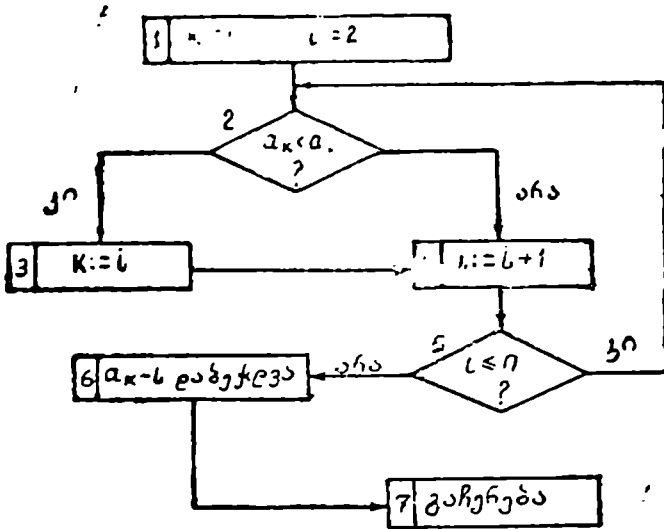 1 i = 2
2 aₖ < aᵢ
?
კი
არა
3 K := i
i := i + 1
5 i ≤ n
?
კი
არა
6 aₖ-ს დაბეჭდვა
7 გაჩერება